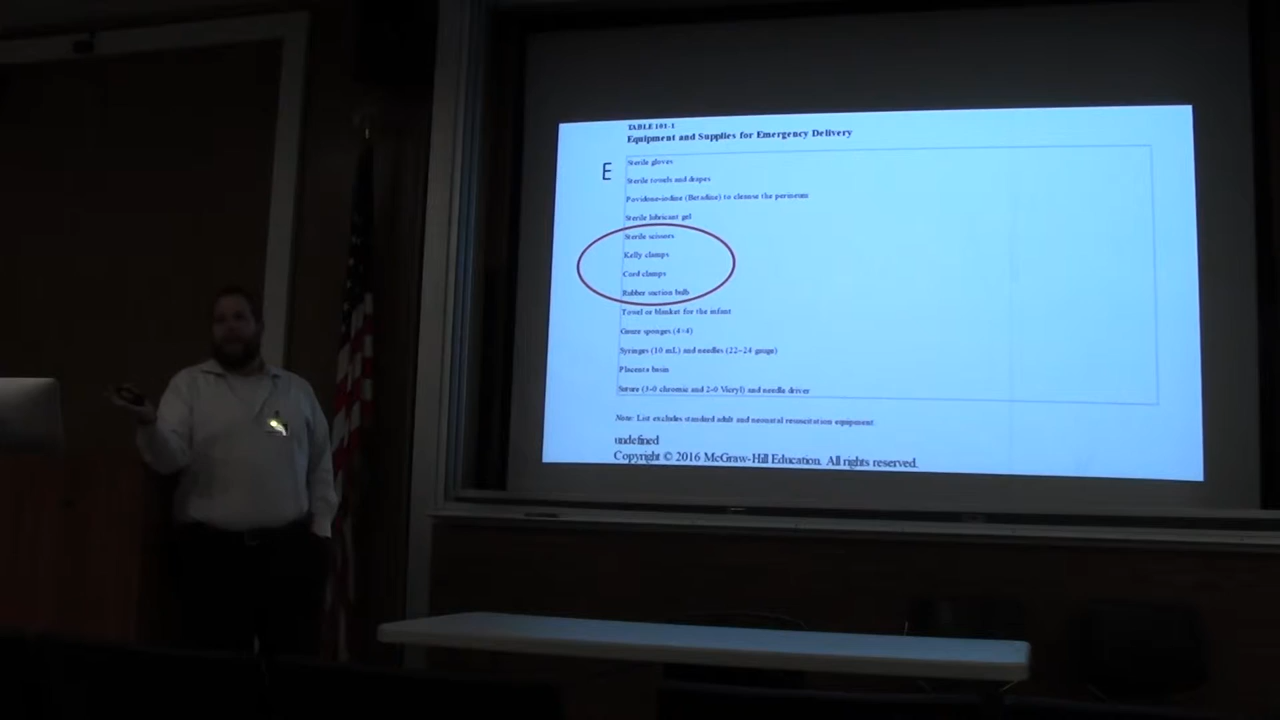 TABLE 101-1
Equipment and Supplies for Emergency Delivery
E
Sterile gloves
Sterile towels and drapes
Povidone-iodine (Betadine) to cleanse the perineum
Sterile lubricant gel
Sterile scissors
Kelly clamps
Cord clamps
Rubber suction bulb
Towel or blanket for the infant
Gauze sponges (4×4)
Syringes (10 mL) and needles (22–24 gauge)
Placenta basin
Suture (3-0 chromic and 2-0 Vicryl) and needle driver
Note: List excludes standard adult and neonatal resuscitation equipment
undefined
Copyright © 2016 McGraw-Hill Education. All rights reserved.